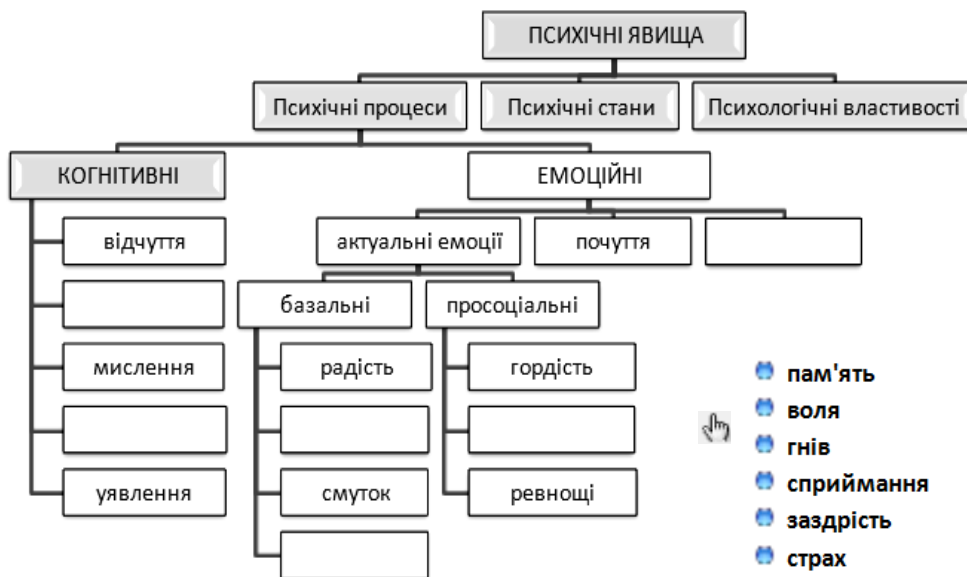 ПСИХІЧНІ ЯВИЩА
Психічні процеси
Психічні стани
Психологічні властивості
КОГНІТИВНІ
ЕМОЦІЙНІ
відчуття
актуальні емоції
почуття
базальні
просоціальні
мислення
радість
гордість
уявлення
смуток
ревнощі
пам'ять
воля
гнів
сприймання
заздрість
страх